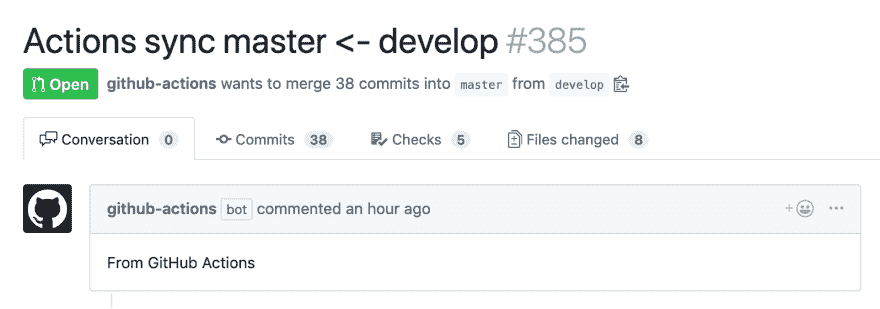 Actions sync master <- develop #385
Open github-actions wants to merge 38 commits into master from develop
Conversation 0 Commits 38 Checks 5 Files changed 8
github-actions bot commented an hour ago
From GitHub Actions